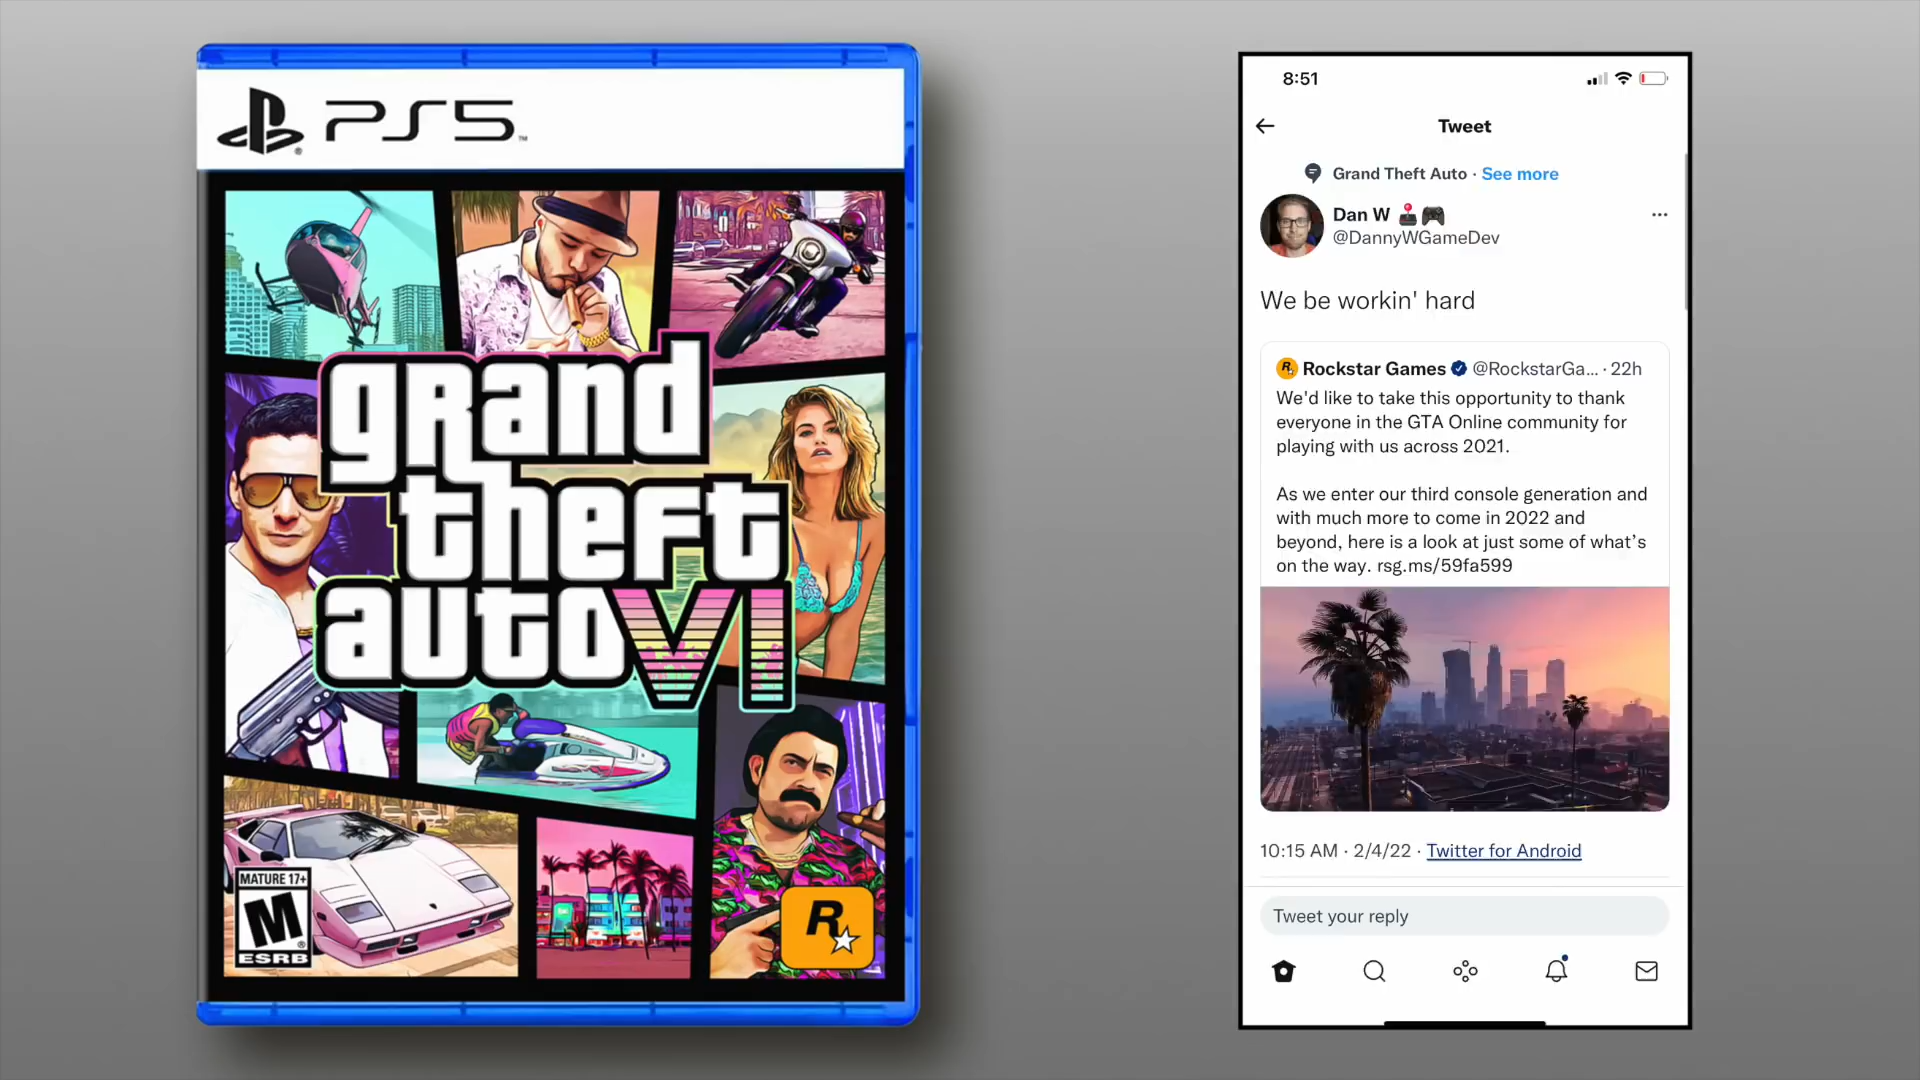 PS5
grand
theft
auto VI
MATURE 17+
M
ESRB
R
8:51
Tweet
Grand Theft Auto · See more
Dan W
@DannyWGameDev
We be workin' hard
Rockstar Games @RockstarGa... · 22h
We'd like to take this opportunity to thank
everyone in the GTA Online community for
playing with us across 2021.
As we enter our third console generation and
with much more to come in 2022 and
beyond, here is a look at just some of what's
on the way. rsg.ms/59fa599
10:15 AM · 2/4/22 · Twitter for Android
Tweet your reply